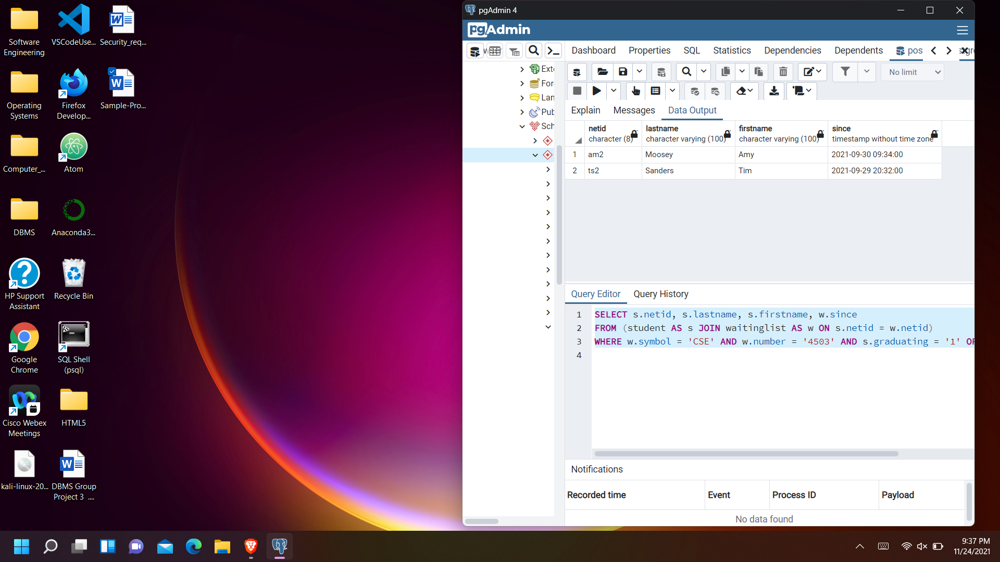 Software Engineering
VSCodeUse...
Security_req...
Operating Systems
Firefox Develop...
Sample-Pro...
Computer_...
Atom
DBMS
Anaconda3...
HP Support Assistant
Recycle Bin
Google Chrome
SQL Shell (psql)
Cisco Webex Meetings
HTML5
kali-linux-20...
DBMS Group Project 3 ....
pgAdmin 4
pgAdmin
Dashboard Properties SQL Statistics Dependencies Dependents pos
No limit
Exte
Fore
Lan
Pub
Sch
Explain Messages Data Output
netid lastname firstname since
character (8) character varying (100) character varying (100) timestamp without time zone
1 am2 Moosey Amy 2021-09-30 09:34:00
2 ts2 Sanders Tim 2021-09-29 20:32:00
Query Editor Query History
1 SELECT s.netid, s.lastname, s.firstname, w.since
2 FROM (student AS s JOIN waitinglist AS w ON s.netid = w.netid)
3 WHERE w.symbol = 'CSE' AND w.number = '4503' AND s.graduating = '1' OR
4
Notifications
Recorded time Event Process ID Payload
No data found
9:37 PM
11/24/2021